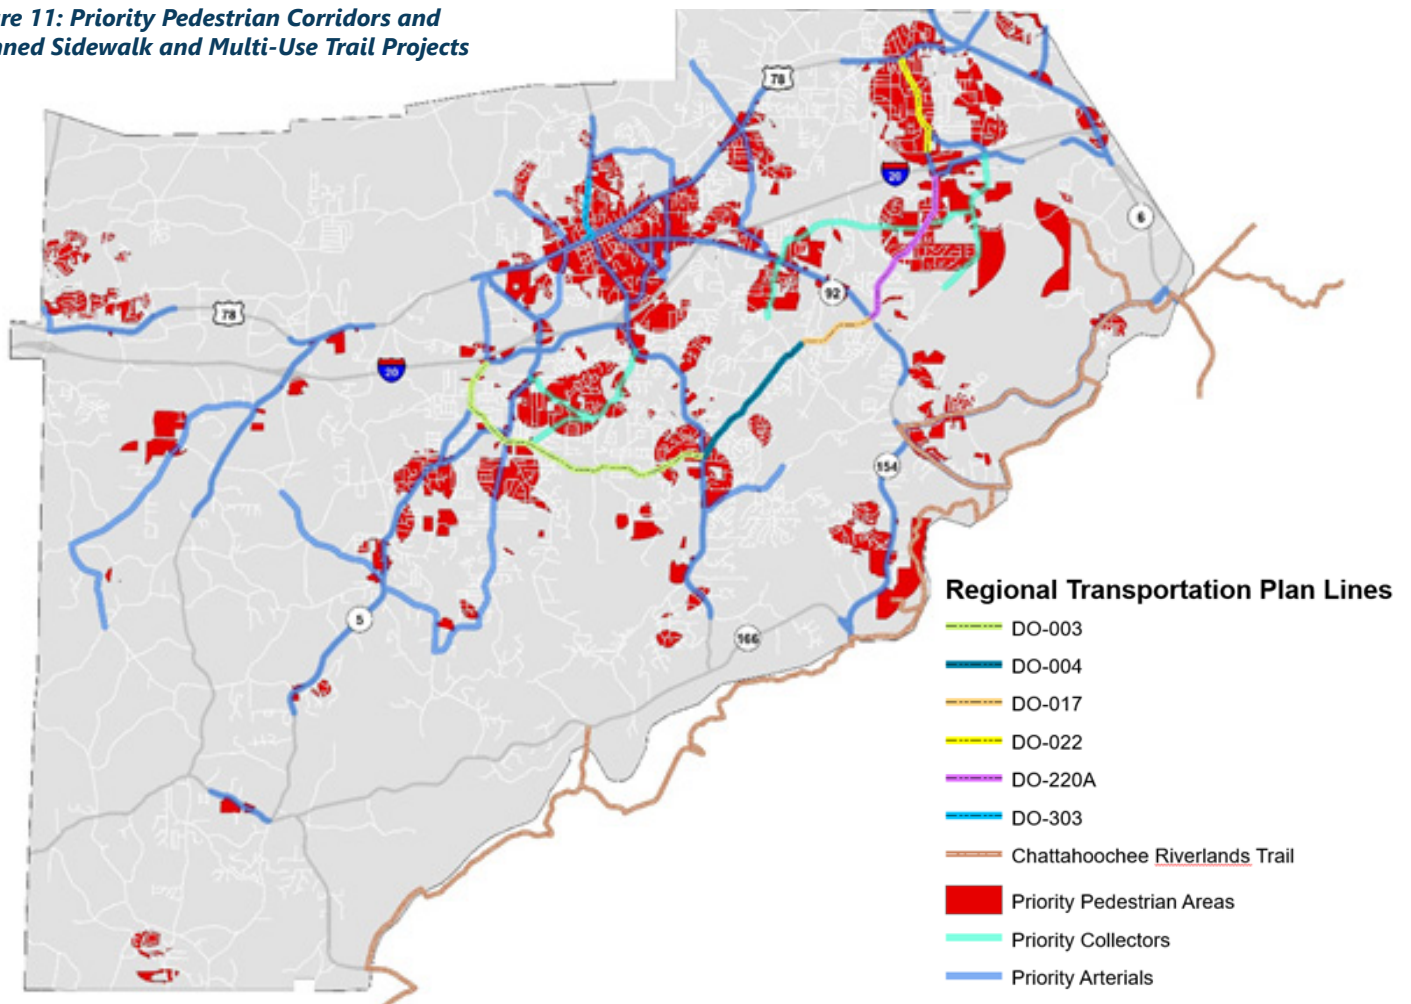 re 11: Priority Pedestrian Corridors and
nned Sidewalk and Multi-Use Trail Projects
78
20
6
92
78
20
154
5
166
Regional Transportation Plan Lines
DO-003
DO-004
DO-017
DO-022
DO-220A
DO-303
Chattahoochee Riverlands Trail
Priority Pedestrian Areas
Priority Collectors
Priority Arterials